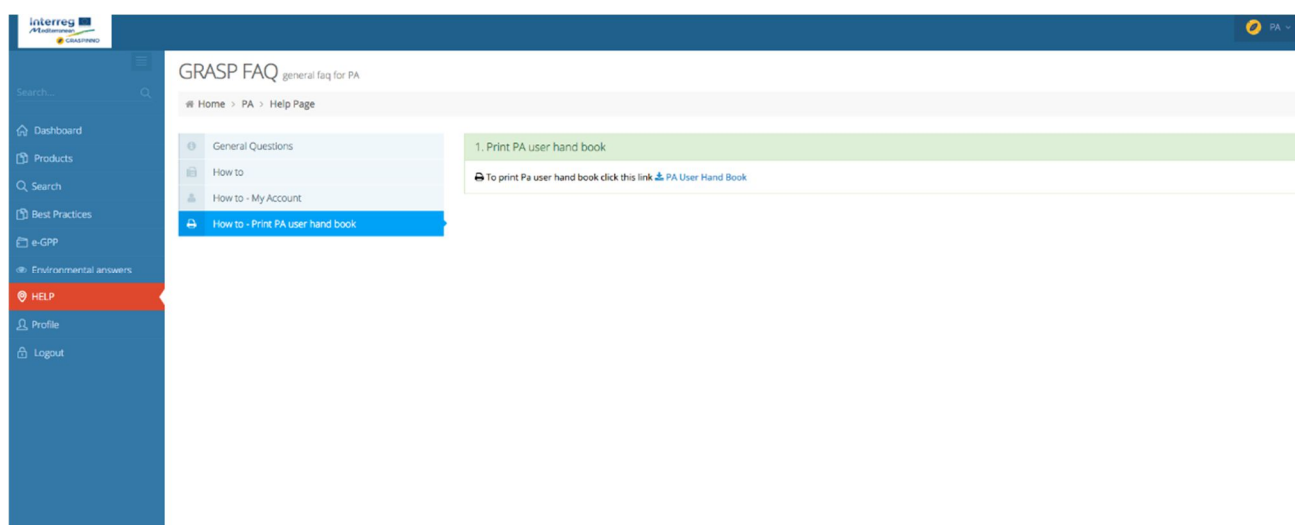 Interreg
Mediterranean
GRASPINNO
PA
Search...
Dashboard
Products
Search
Best Practices
e-GPP
Environmental answers
HELP
Profile
Logout
GRASP FAQ general faq for PA
Home > PA > Help Page
General Questions
How to
How to - My Account
How to - Print PA user hand book
1. Print PA user hand book
To print Pa user hand book click this link PA User Hand Book